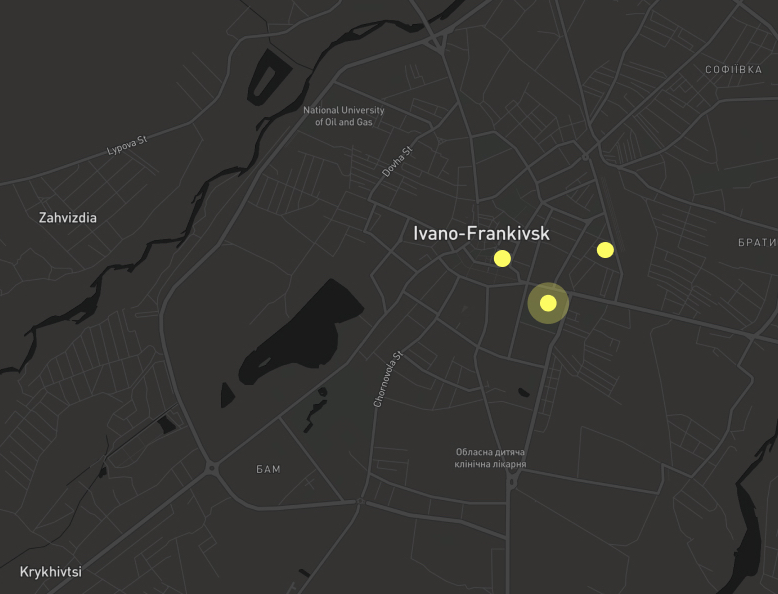 СОФІЇВКА
National University
of Oil and Gas
Lypova St
Dovha St
Zahvizdia
Ivano-Frankivsk
БРАТИ
Chornovola St
Обласна дитяча
клінічна лікарня
БАМ
Krykhivtsi